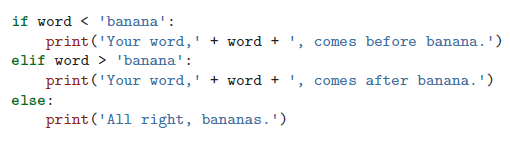 if word < 'banana':
    print('Your word,' + word + ', comes before banana.')
elif word > 'banana':
    print('Your word,' + word + ', comes after banana.')
else:
    print('All right, bananas.')